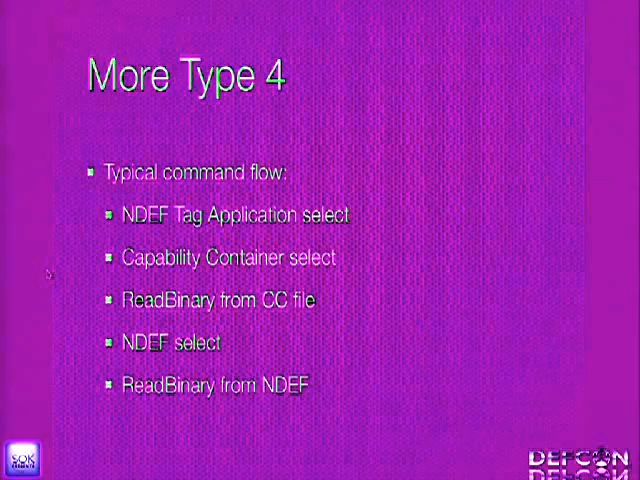 More Type 4
Typical command flow:
NDEF Tag Application select
Capability Container select
ReadBinary from CC file
NDEF select
ReadBinary from NDEF
SOK
DEFCON